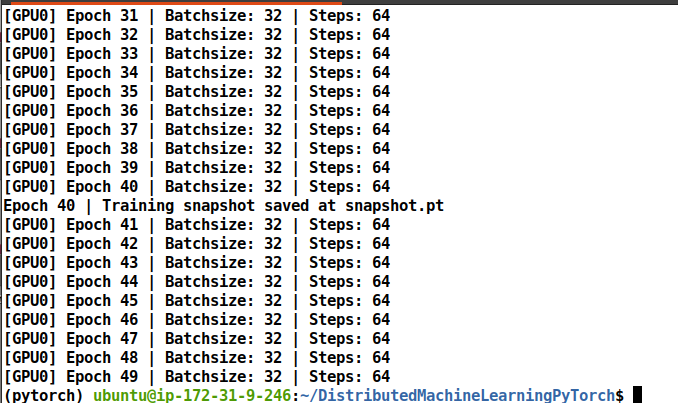 [GPU0] Epoch 31 | Batchsize: 32 | Steps: 64
[GPU0] Epoch 32 | Batchsize: 32 | Steps: 64
[GPU0] Epoch 33 | Batchsize: 32 | Steps: 64
[GPU0] Epoch 34 | Batchsize: 32 | Steps: 64
[GPU0] Epoch 35 | Batchsize: 32 | Steps: 64
[GPU0] Epoch 36 | Batchsize: 32 | Steps: 64
[GPU0] Epoch 37 | Batchsize: 32 | Steps: 64
[GPU0] Epoch 38 | Batchsize: 32 | Steps: 64
[GPU0] Epoch 39 | Batchsize: 32 | Steps: 64
[GPU0] Epoch 40 | Batchsize: 32 | Steps: 64
Epoch 40 | Training snapshot saved at snapshot.pt
[GPU0] Epoch 41 | Batchsize: 32 | Steps: 64
[GPU0] Epoch 42 | Batchsize: 32 | Steps: 64
[GPU0] Epoch 43 | Batchsize: 32 | Steps: 64
[GPU0] Epoch 44 | Batchsize: 32 | Steps: 64
[GPU0] Epoch 45 | Batchsize: 32 | Steps: 64
[GPU0] Epoch 46 | Batchsize: 32 | Steps: 64
[GPU0] Epoch 47 | Batchsize: 32 | Steps: 64
[GPU0] Epoch 48 | Batchsize: 32 | Steps: 64
[GPU0] Epoch 49 | Batchsize: 32 | Steps: 64
(pytorch) ubuntu@ip-172-31-9-246:~/DistributedMachineLearningPyTorch$